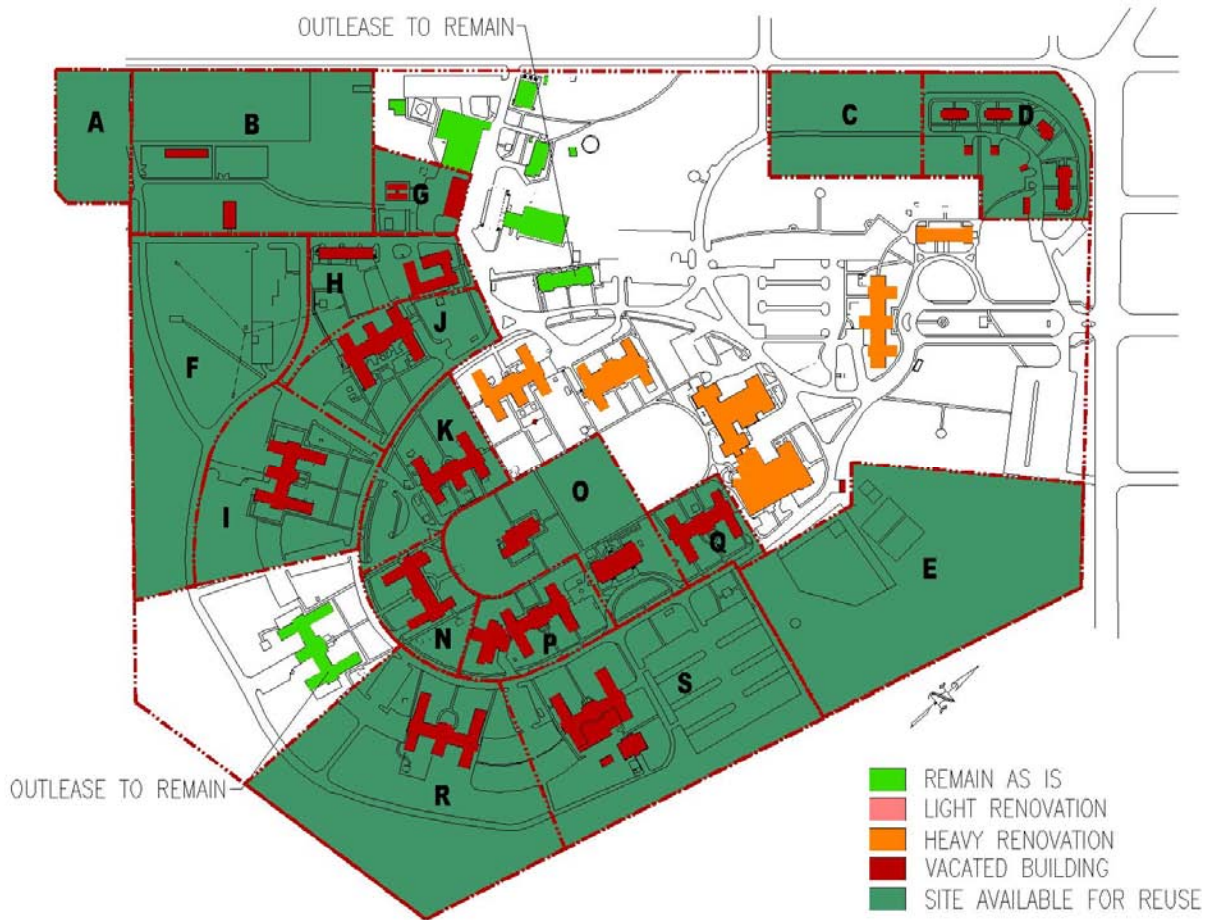 OUTLEASE TO REMAIN
A
B
C
D
G
H
J
F
K
O
I
Q
E
N
P
S
R
OUTLEASE TO REMAIN
REMAIN AS IS
LIGHT RENOVATION
HEAVY RENOVATION
VACATED BUILDING
SITE AVAILABLE FOR REUSE